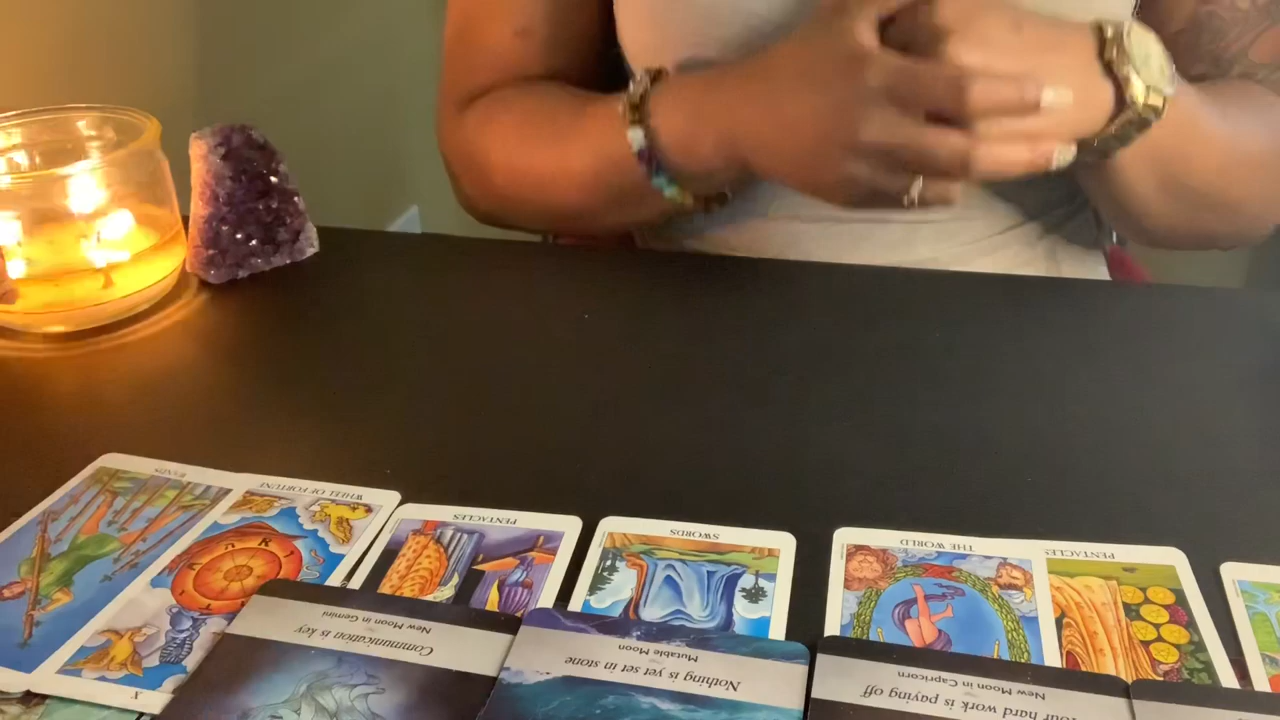 WANDS
WHEEL OF FORTUNE
X
PENTACLES
SWORDS
THE WORLD
PENTACLES
Communication is key
New Moon in Gemini
Nothing is yet set in stone
Mutable Moon
Your hard work is paying off
New Moon in Capricorn